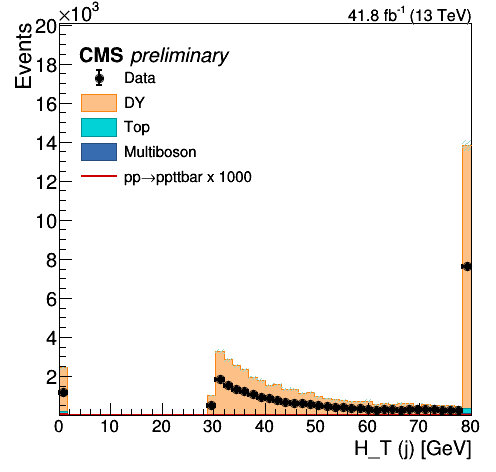 ×10³
41.8 fb⁻¹ (13 TeV)
Events
CMS preliminary
Data
DY
Top
Multiboson
pp→ppttbar x 1000
20
18
16
14
12
10
8
6
4
2
0 10 20 30 40 50 60 70 80
H_T (j) [GeV]